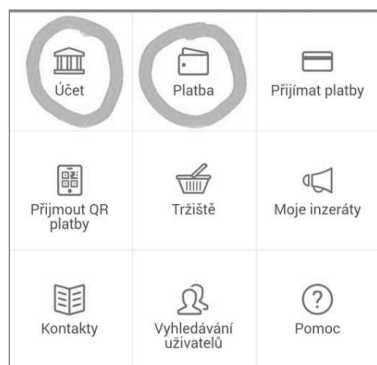 Účet
Platba
Přijímat platby
Přijmout QR
platby
Tržiště
Moje inzeráty
Kontakty
Vyhledávání
uživatelů
Pomoc